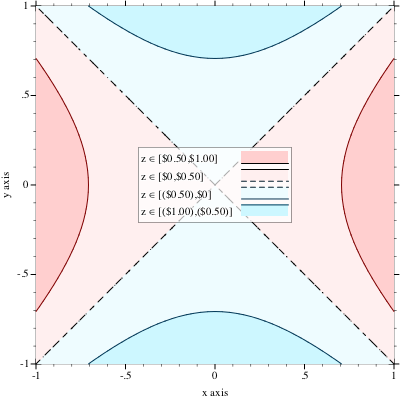 1
.5
0
-.5
-1
y axis
z ∈ [$0.50,$1.00]
z ∈ [$0,$0.50]
z ∈ [($0.50),$0]
z ∈ [($1.00),($0.50)]
-1 -.5 0 .5 1
x axis